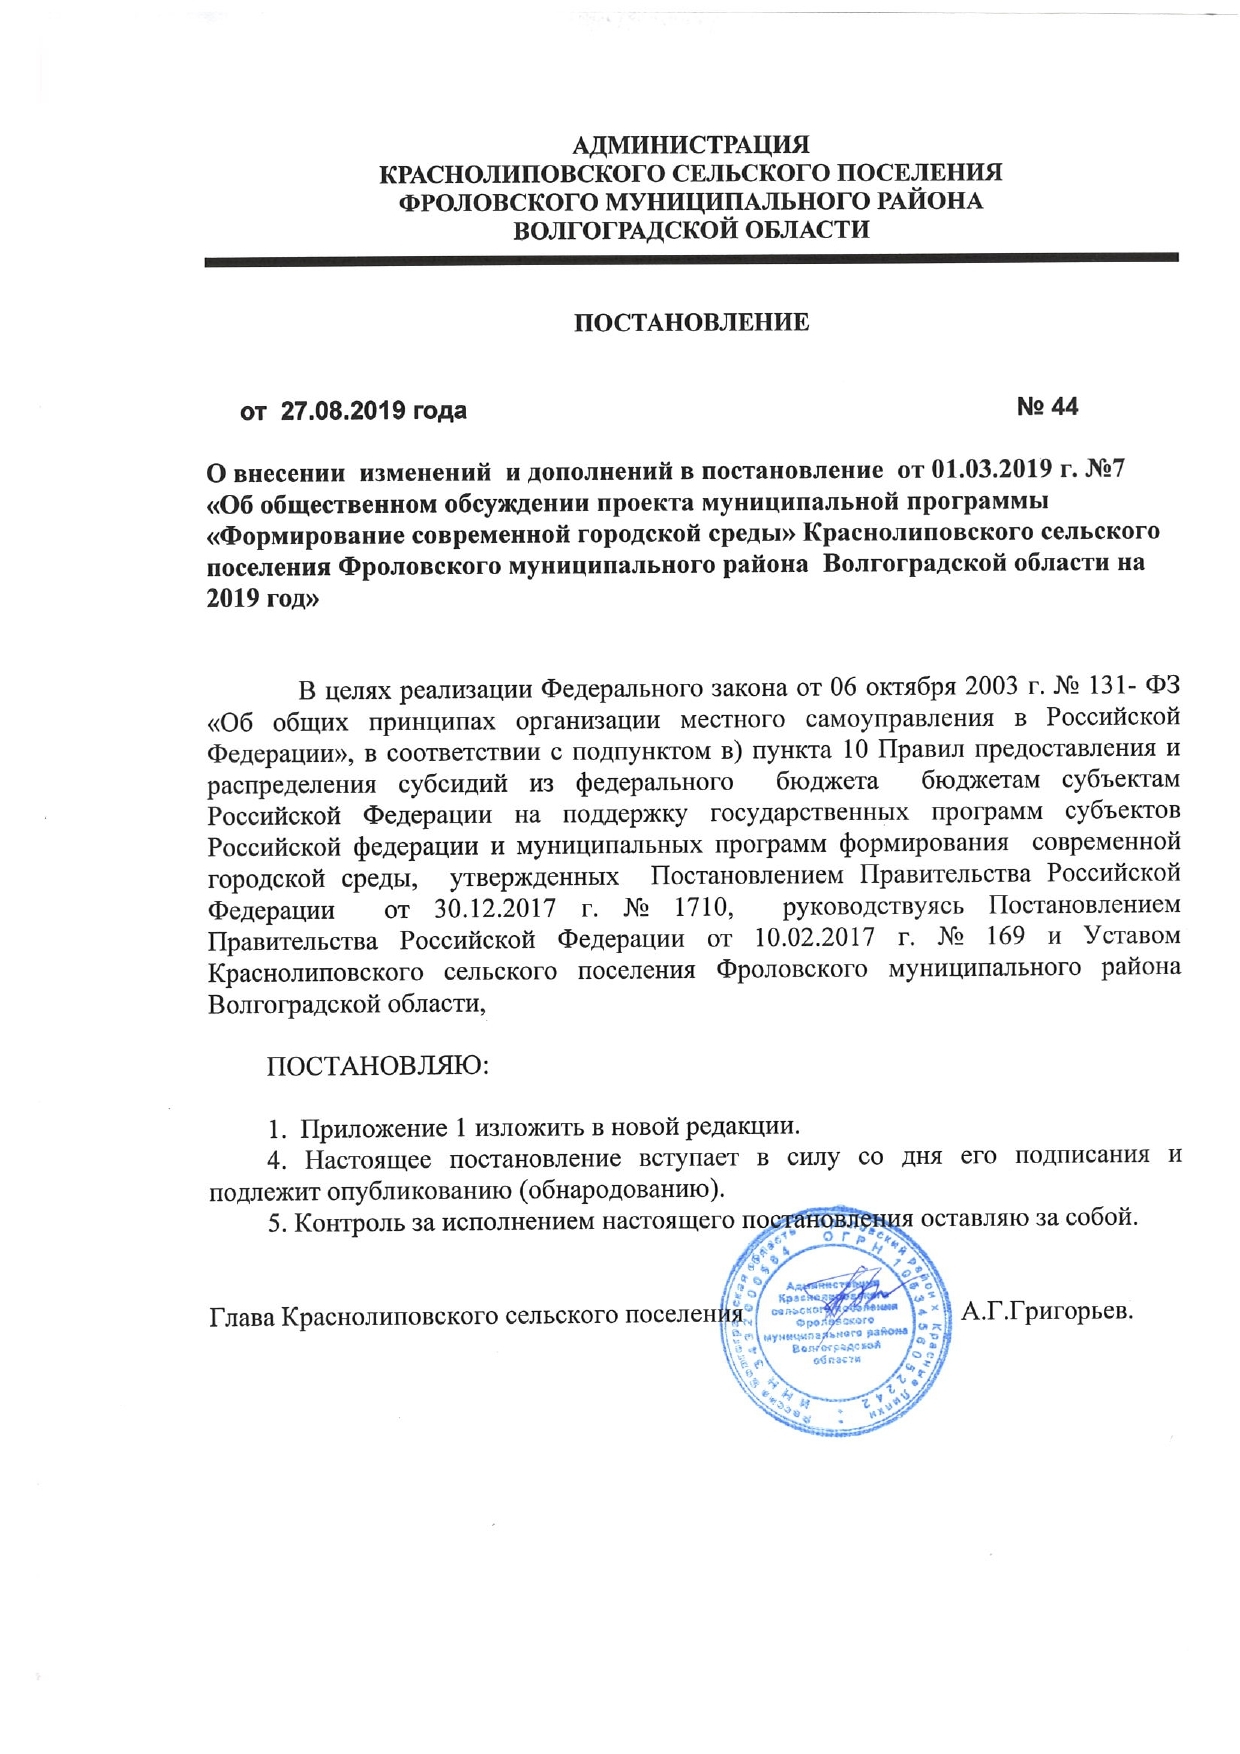 АДМИНИСТРАЦИЯ
КРАСНОЛИПОВСКОГО СЕЛЬСКОГО ПОСЕЛЕНИЯ
ФРОЛОВСКОГО МУНИЦИПАЛЬНОГО РАЙОНА
ВОЛГОГРАДСКОЙ ОБЛАСТИ
ПОСТАНОВЛЕНИЕ
от 27.08.2019 года № 44
О внесении изменений и дополнений в постановление от 01.03.2019 г. №7
«Об общественном обсуждении проекта муниципальной программы
«Формирование современной городской среды» Краснолиповского сельского
поселения Фроловского муниципального района Волгоградской области на
2019 год»
В целях реализации Федерального закона от 06 октября 2003 г. № 131- ФЗ
«Об общих принципах организации местного самоуправления в Российской
Федерации», в соответствии с подпунктом в) пункта 10 Правил предоставления и
распределения субсидий из федерального бюджета бюджетам субъектам
Российской Федерации на поддержку государственных программ субъектов
Российской федерации и муниципальных программ формирования современной
городской среды, утвержденных Постановлением Правительства Российской
Федерации от 30.12.2017 г. № 1710, руководствуясь Постановлением
Правительства Российской Федерации от 10.02.2017 г. № 169 и Уставом
Краснолиповского сельского поселения Фроловского муниципального района
Волгоградской области,
ПОСТАНОВЛЯЮ:
1. Приложение 1 изложить в новой редакции.
4. Настоящее постановление вступает в силу со дня его подписания и
подлежит опубликованию (обнародованию).
5. Контроль за исполнением настоящего постановления оставляю за собой.
Глава Краснолиповского сельского поселения А.Г.Григорьев.
Администрация
Краснолиповского
сельского поселения
Фроловского
муниципального района
Волгоградской
области
ОГРН 1053456052242